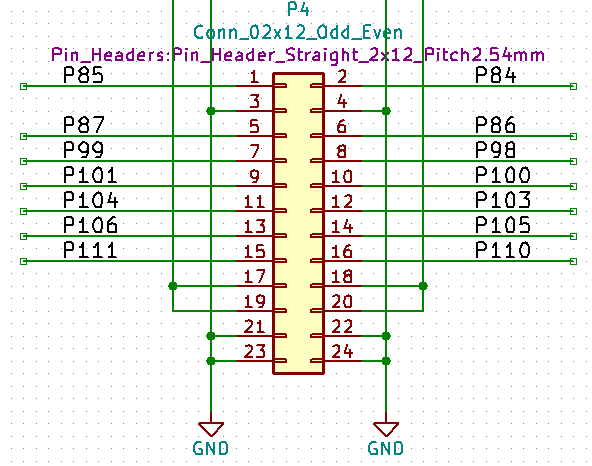 P4
Conn_02x12_Odd_Even
Pin_Headers:Pin_Header_Straight_2x12_Pitch2.54mm
P85 1 2 P84
3 4
P87 5 6 P86
P99 7 8 P98
P101 9 10 P100
P104 11 12 P103
P106 13 14 P105
P111 15 16 P110
17 18
19 20
21 22
23 24
GND GND